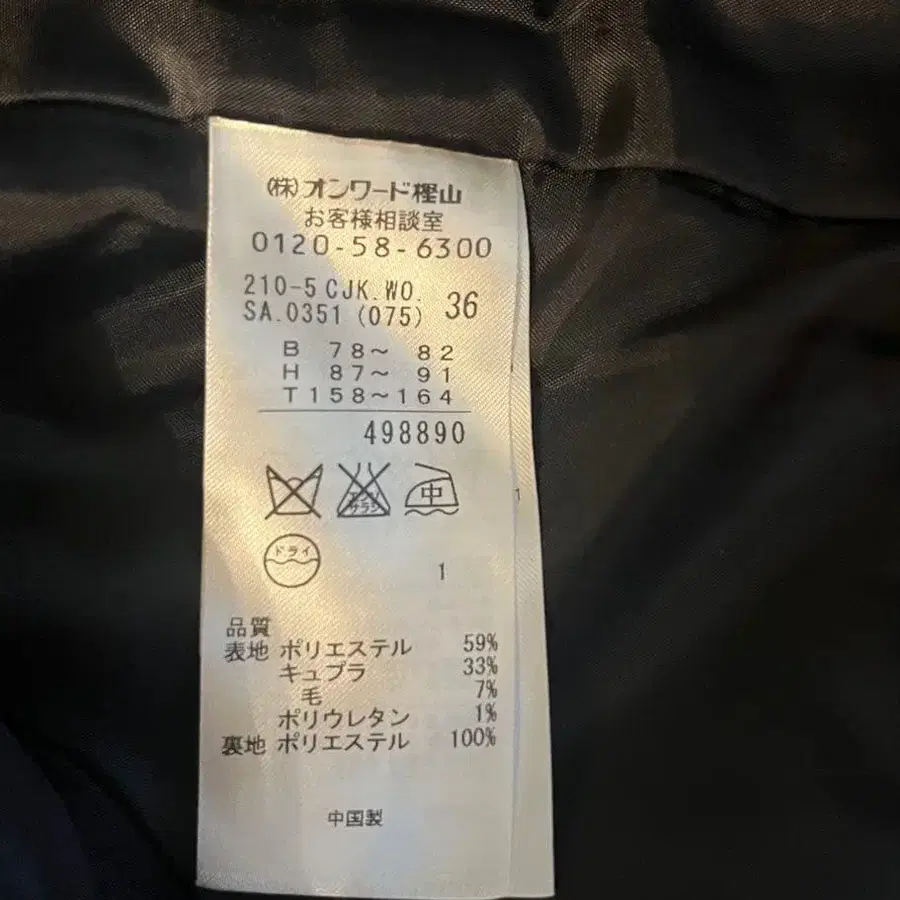 (株)オンワード樫山
お客様相談室
0120-58-6300
210-5 CJK.WO. 36
SA.0351 (075)
B 78～ 82
H 87～ 91
T 158～164
498890
中
ドライ
1
品質
表地 ポリエステル 59%
キュプラ 33%
毛 7%
ポリウレタン 1%
裏地 ポリエステル 100%
中国製